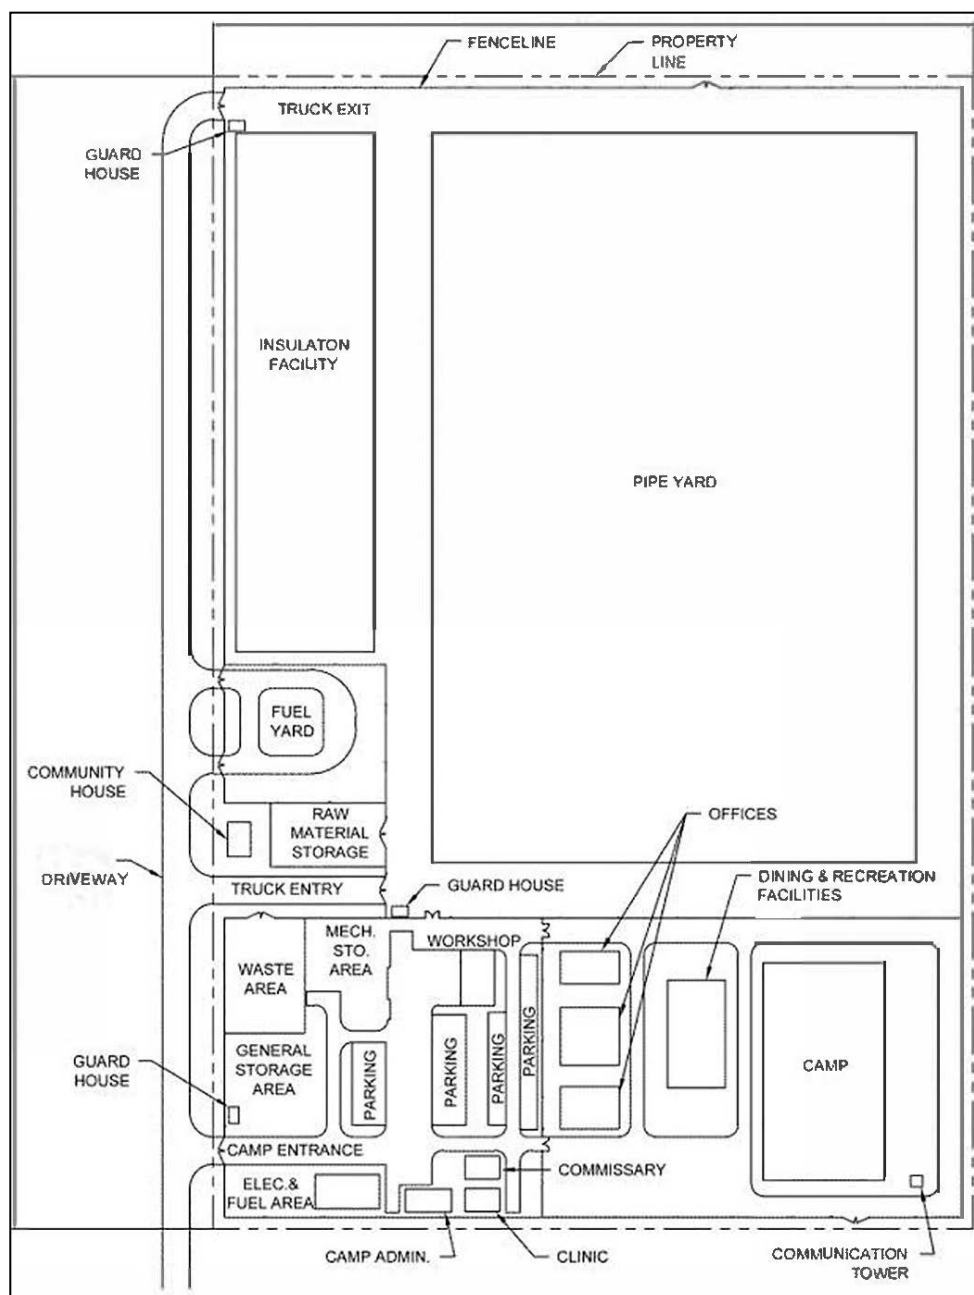 FENCELINE
PROPERTY
LINE
TRUCK EXIT
GUARD
HOUSE
INSULATON
FACILITY
PIPE YARD
FUEL
YARD
COMMUNITY
HOUSE
RAW
MATERIAL
STORAGE
OFFICES
DRIVEWAY
TRUCK ENTRY
GUARD HOUSE
DINING & RECREATION
FACILITIES
MECH.
STO.
AREA
WORKSHOP
WASTE
AREA
GENERAL
STORAGE
AREA
GUARD
HOUSE
PARKING
PARKING
PARKING
PARKING
CAMP
CAMP ENTRANCE
COMMISSARY
ELEC.&
FUEL AREA
CAMP ADMIN.
CLINIC
COMMUNICATION
TOWER